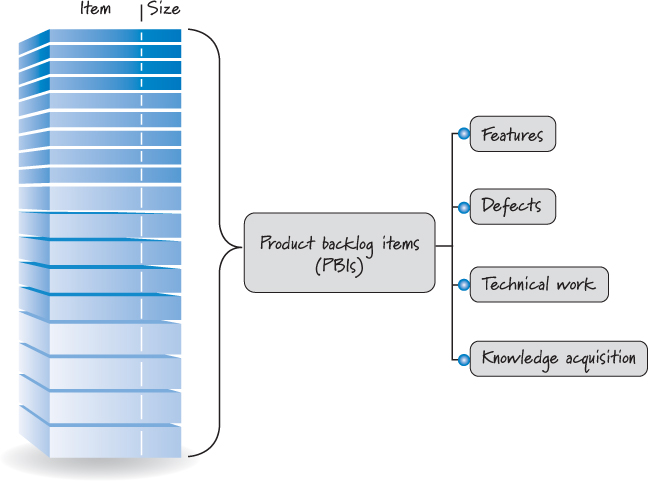 Item | Size
Features
Defects
Product backlog items
(PBIs)
Technical work
Knowledge acquisition